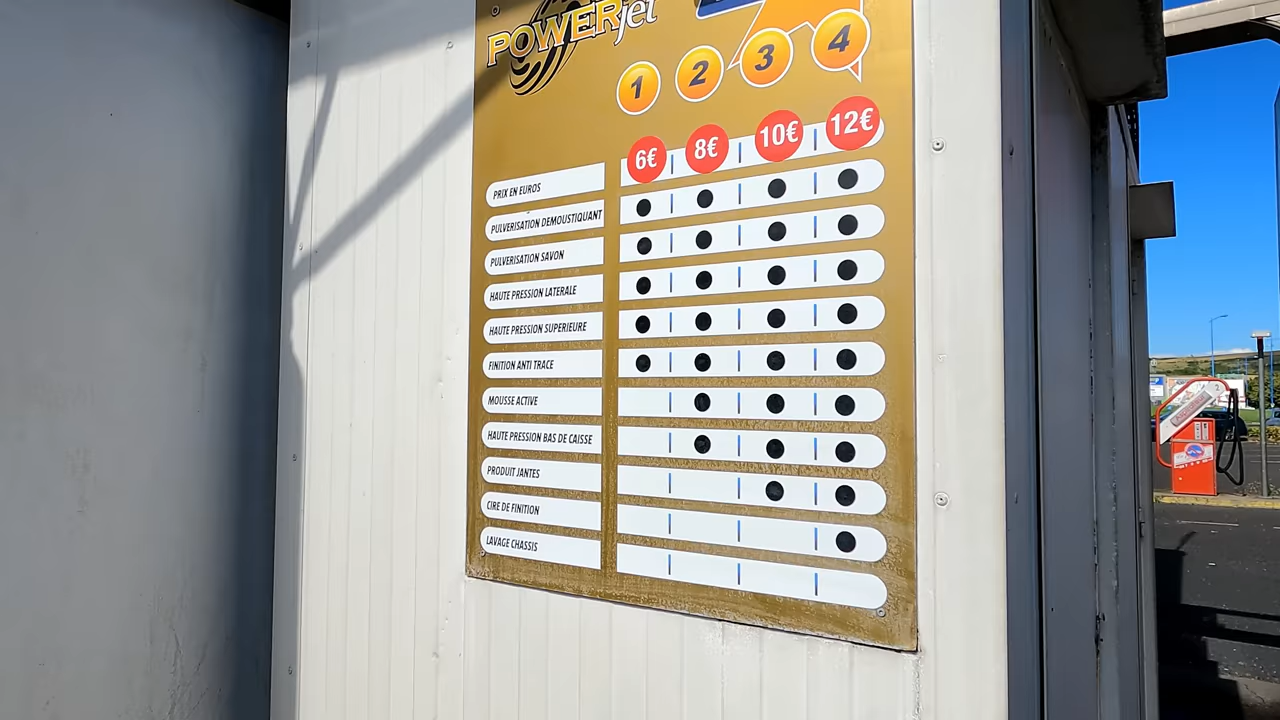 POWERjet
1 2 3 4
6€ 8€ 10€ 12€
PRIX EN EUROS
PULVERISATION DEMOUSTIQUANT
PULVERISATION SAVON
HAUTE PRESSION LATERALE
HAUTE PRESSION SUPERIEURE
FINITION ANTI TRACE
MOUSSE ACTIVE
HAUTE PRESSION BAS DE CAISSE
PRODUIT JANTES
CIRE DE FINITION
LAVAGE CHASSIS